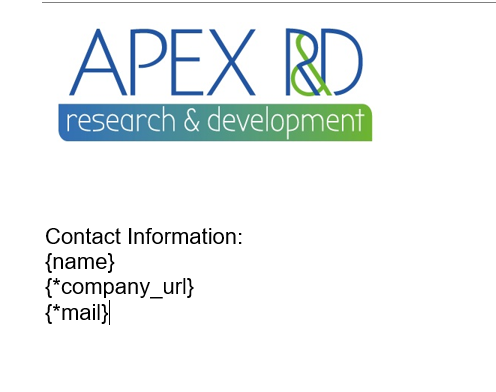 APEX R&D
research & development
Contact Information:
{name}
{*company_url}
{*mail}